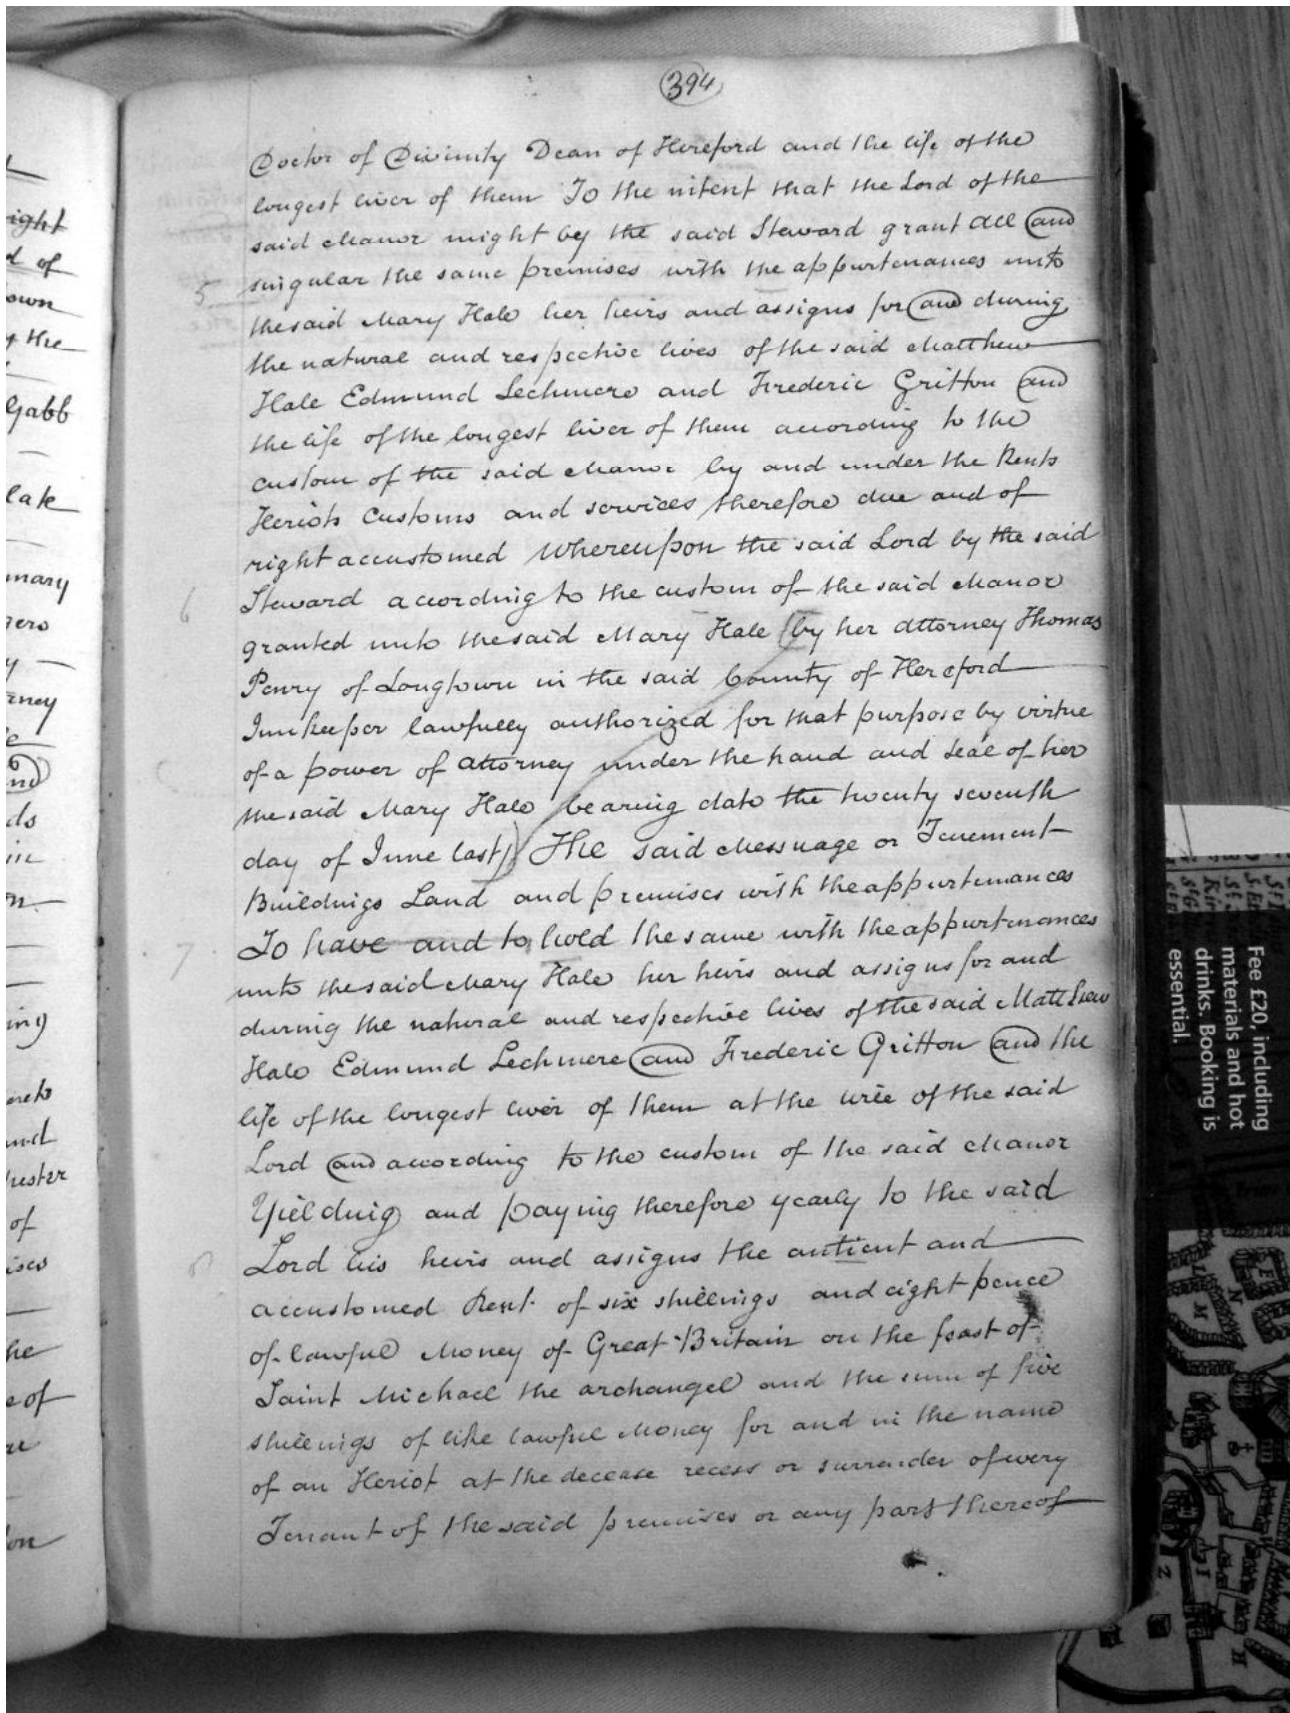 394
Doctor of Divinity Dean of Hereford and the life of the
longest liver of them To the intent that the Lord of the
said Manor might by the said Steward grant all and
singular the same premises with the appurtenances unto
5
the said Mary Hale her heirs and assigns for and during
the natural and respective lives of the said Matthew
Hale Edmund Lechmere and Frederic Gritton and
the life of the longest liver of them according to the
custom of the said Manor by and under the Rents
Heriots Customs and services therefore due and of
right accustomed Whereupon the said Lord by the said
6
Steward according to the custom of the said Manor
granted unto the said Mary Hale (by her attorney Thomas
Penry of Longtown in the said County of Hereford
Innkeeper lawfully authorized for that purpose by virtue
of a power of attorney under the hand and seal of her
the said Mary Hale bearing date the twenty seventh
day of June last) The said Messuage or Tenement
Buildings Land and premises with the appurtenances
7
To have and to hold the same with the appurtenances
unto the said Mary Hale her heirs and assigns for and
during the natural and respective lives of the said Matthew
Hale Edmund Lechmere and Frederic Gritton and the
life of the longest liver of them at the will of the said
Lord and according to the custom of the said Manor
Yielding and paying therefore yearly to the said
Lord his heirs and assigns the antient and
accustomed Rent of six shillings and eight pence
of lawful Money of Great Britain on the feast of
Saint Michael the archangel and the sum of five
shillings of like lawful Money for and in the name
of an Heriot at the decease recess or surrender of every
Tenant of the said premises or any part thereof
ight
d of
own
y the
Gabb
late
mary
rney
of
he
e of
Fee £20, including
materials and hot
drinks. Booking is
essential.